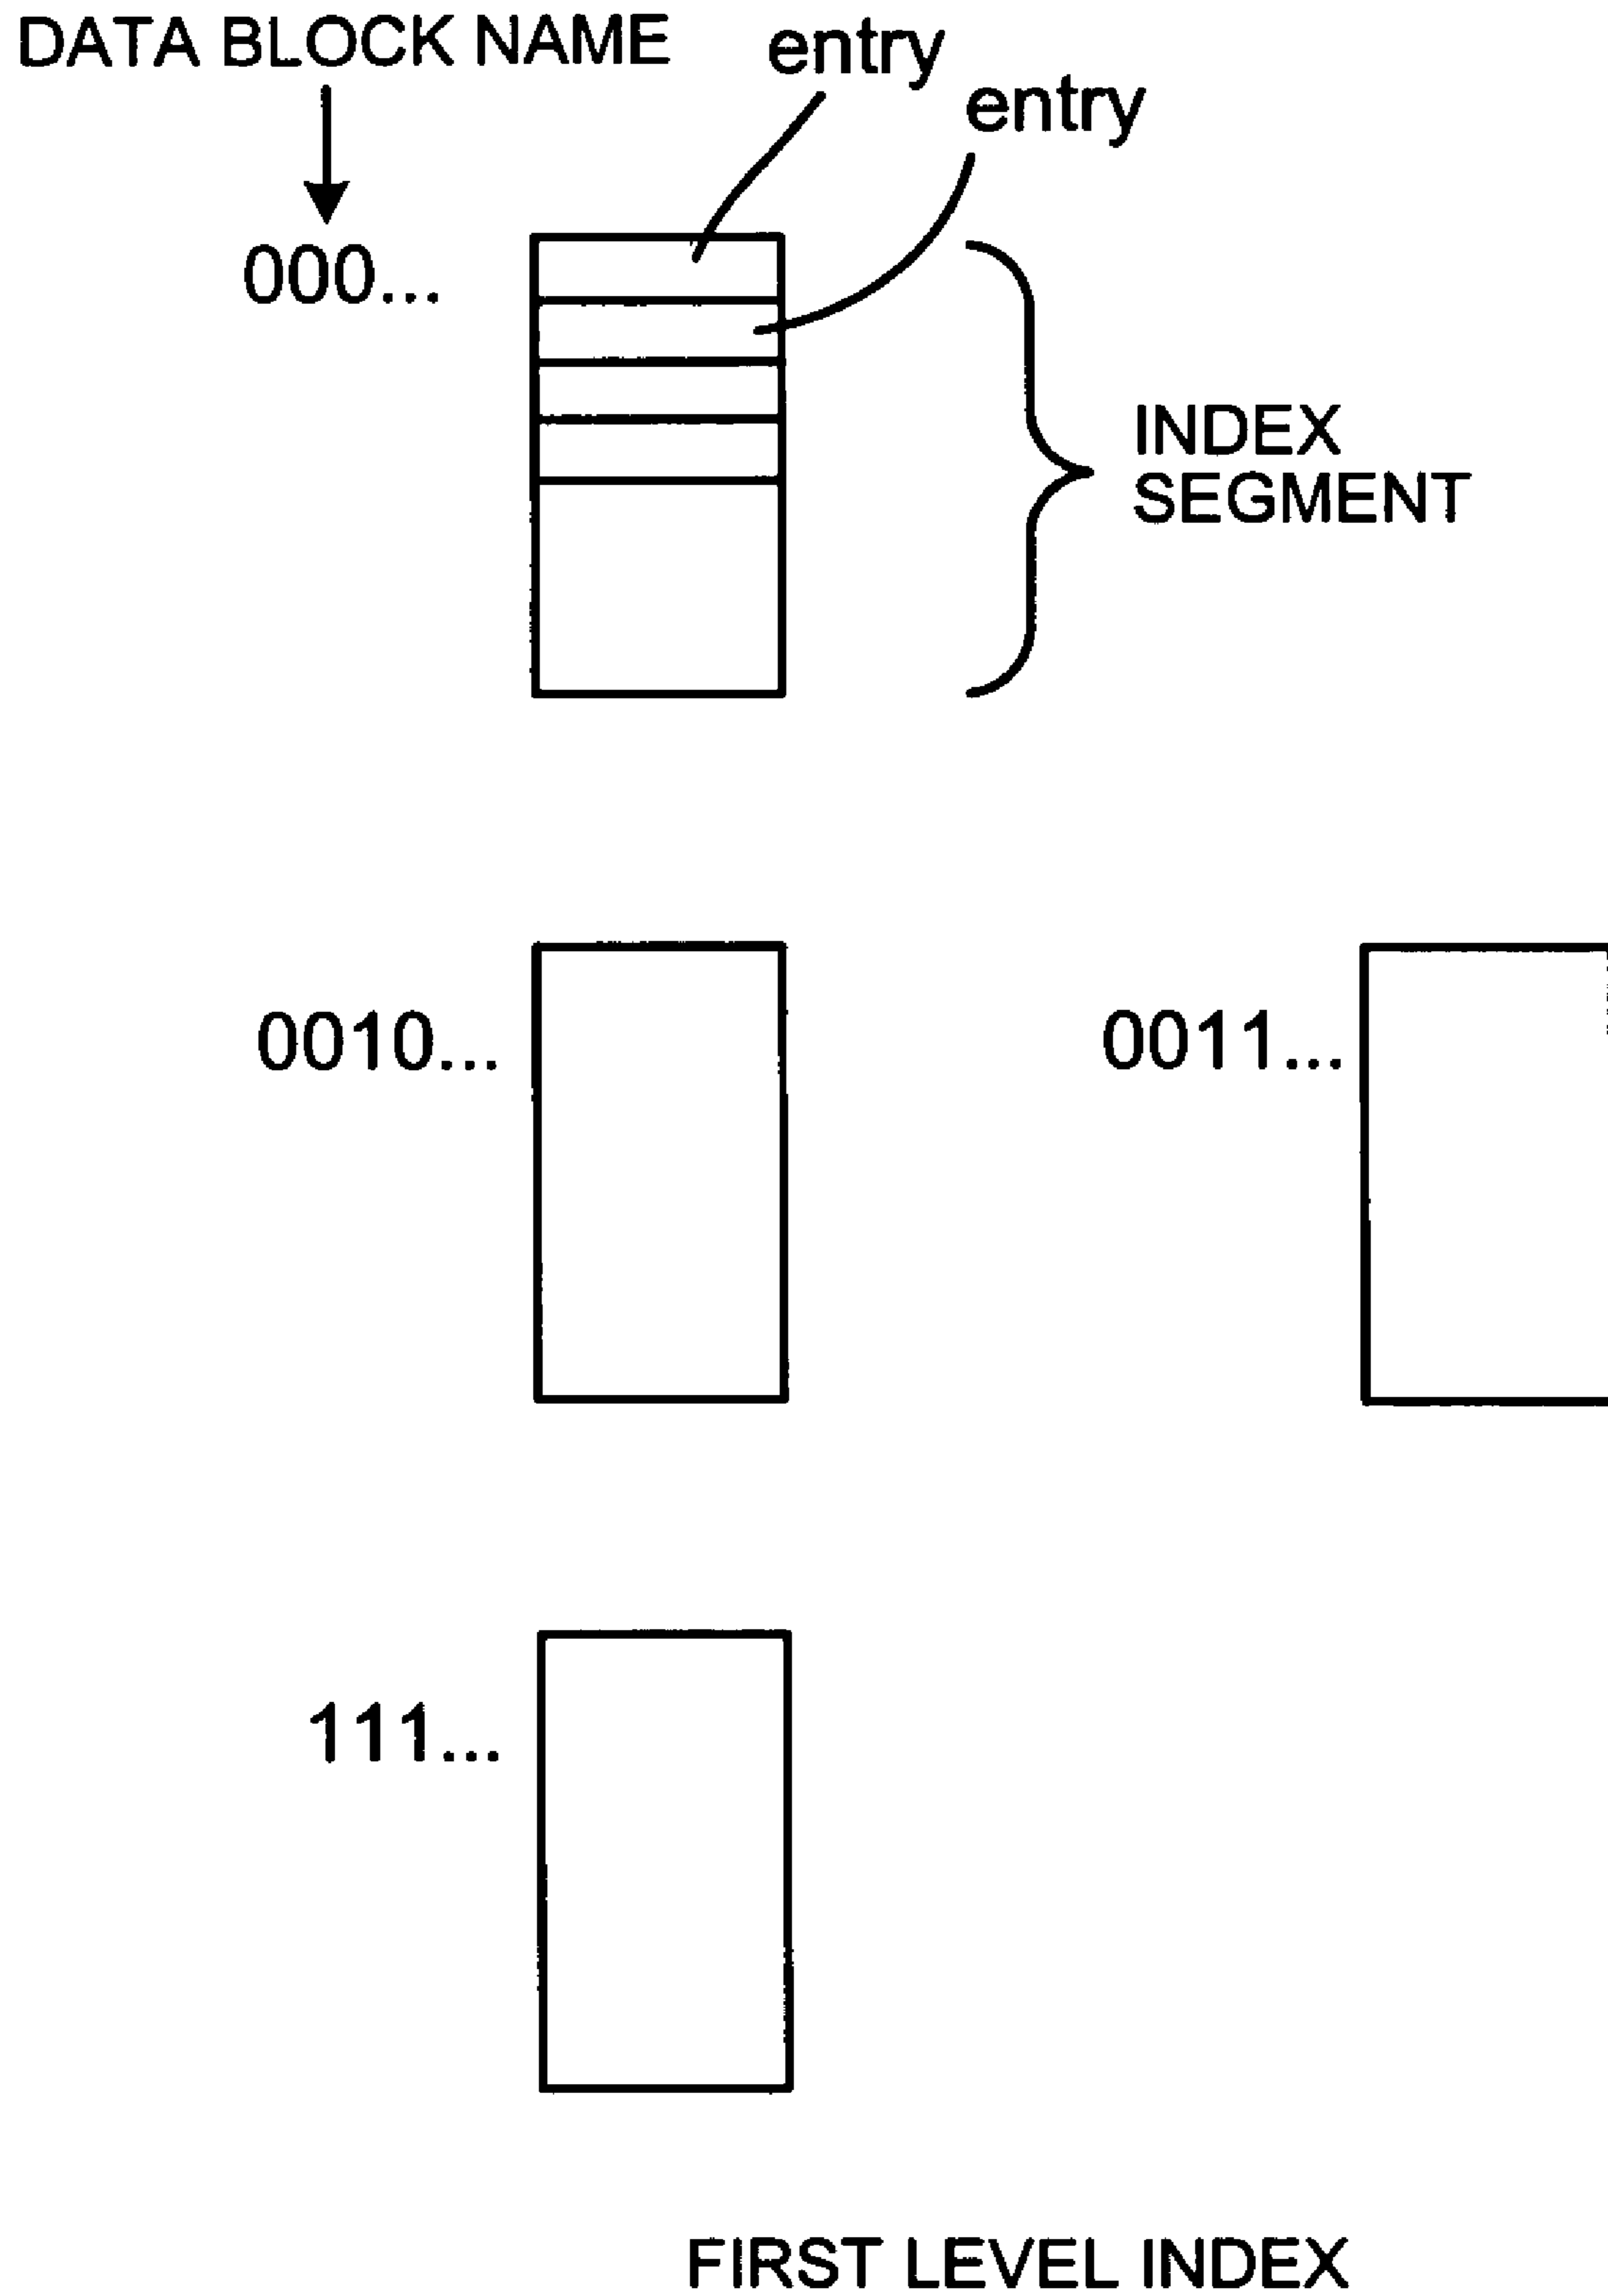 DATA BLOCK NAME
entry
entry
000...
INDEX
SEGMENT
0010...
0011...
111...
FIRST LEVEL INDEX